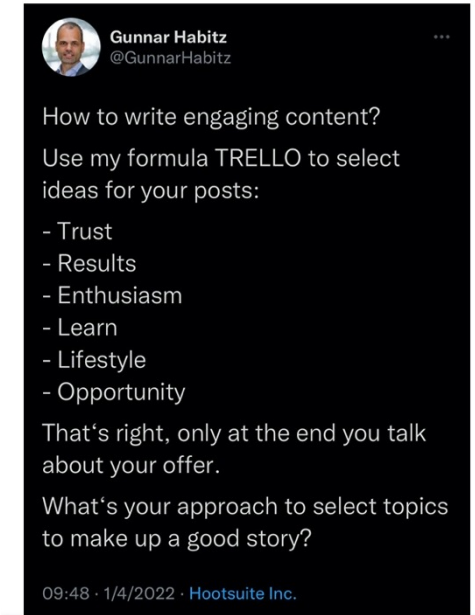 Gunnar Habitz
@GunnarHabitz
How to write engaging content?
Use my formula TRELLO to select
ideas for your posts:
- Trust
- Results
- Enthusiasm
- Learn
- Lifestyle
- Opportunity
That‘s right, only at the end you talk
about your offer.
What‘s your approach to select topics
to make up a good story?
09:48 · 1/4/2022 · Hootsuite Inc.